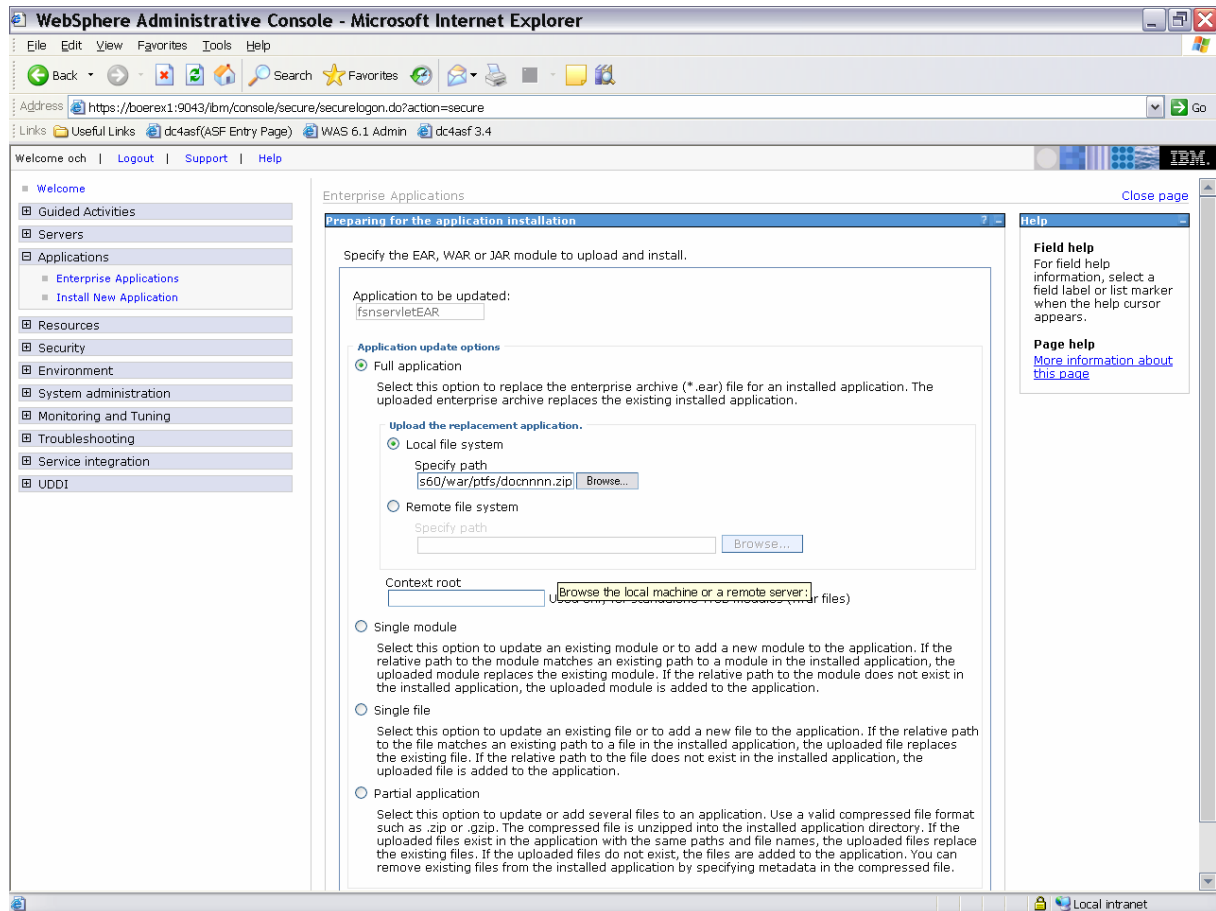 WebSphere Administrative Console - Microsoft Internet Explorer
File Edit View Favorites Tools Help
Back Search Favorites
Address https://boerex1:9043/ibm/console/secure/securelogon.do?action=secure Go
Links Useful Links dc4asf(ASF Entry Page) WAS 6.1 Admin dc4asf 3.4
Welcome och | Logout | Support | Help IBM.
Welcome
Guided Activities
Servers
Applications
Enterprise Applications
Install New Application
Resources
Security
Environment
System administration
Monitoring and Tuning
Troubleshooting
Service integration
UDDI
Enterprise Applications Close page
Preparing for the application installation ? -
Specify the EAR, WAR or JAR module to upload and install.
Application to be updated:
fsnservletEAR
Application update options
Full application
Select this option to replace the enterprise archive (*.ear) file for an installed application. The
uploaded enterprise archive replaces the existing installed application.
Upload the replacement application.
Local file system
Specify path
s60/war/ptfs/docnnnn.zip Browse...
Remote file system
Specify path
Browse...
Context root
Browse the local machine or a remote server:
files)
Single module
Select this option to update an existing module or to add a new module to the application. If the
relative path to the module matches an existing path to a module in the installed application, the
uploaded module replaces the existing module. If the relative path to the module does not exist in
the installed application, the uploaded module is added to the application.
Single file
Select this option to update an existing file or to add a new file to the application. If the relative path
to the file matches an existing path to a file in the installed application, the uploaded file replaces
the existing file. If the relative path to the file does not exist in the installed application, the
uploaded file is added to the application.
Partial application
Select this option to update or add several files to an application. Use a valid compressed file format
such as .zip or .gzip. The compressed file is unzipped into the installed application directory. If the
uploaded files exist in the application with the same paths and file names, the uploaded files replace
the existing files. If the uploaded files do not exist, the files are added to the application. You can
remove existing files from the installed application by specifying metadata in the compressed file.
Help -
Field help
For field help
information, select a
field label or list marker
when the help cursor
appears.
Page help
More information about
this page
Local intranet